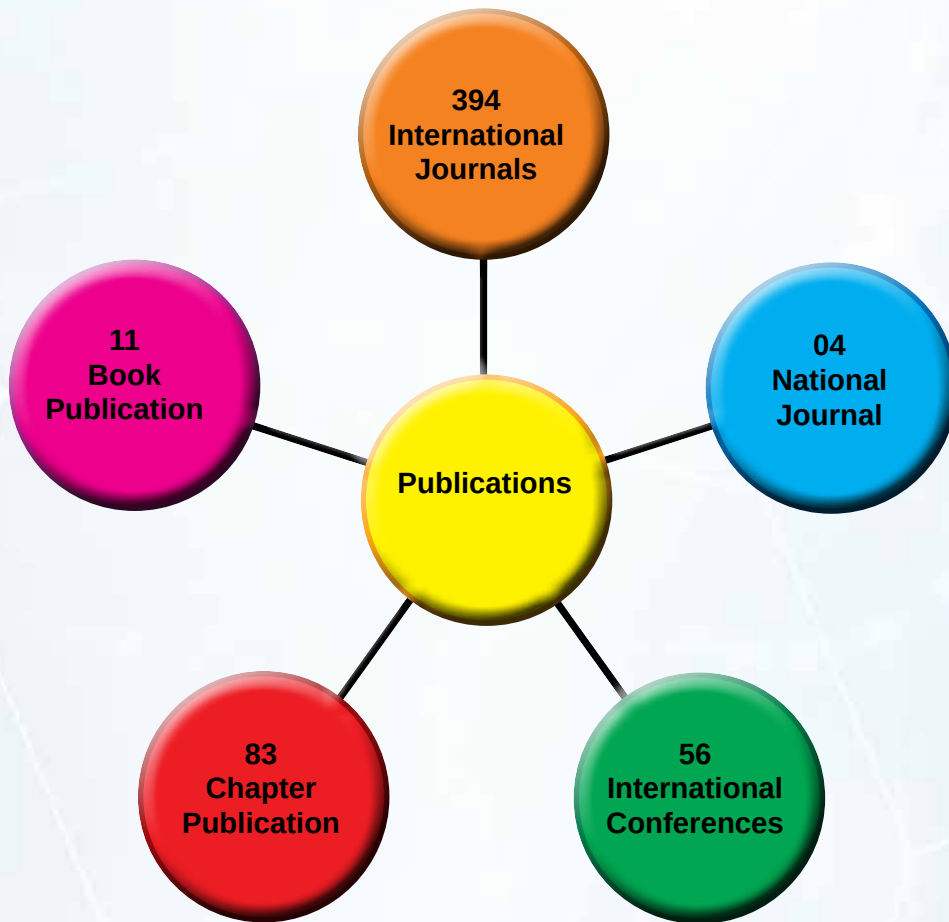 394
International
Journals
11
Book
Publication
04
National
Journal
Publications
83
Chapter
Publication
56
International
Conferences